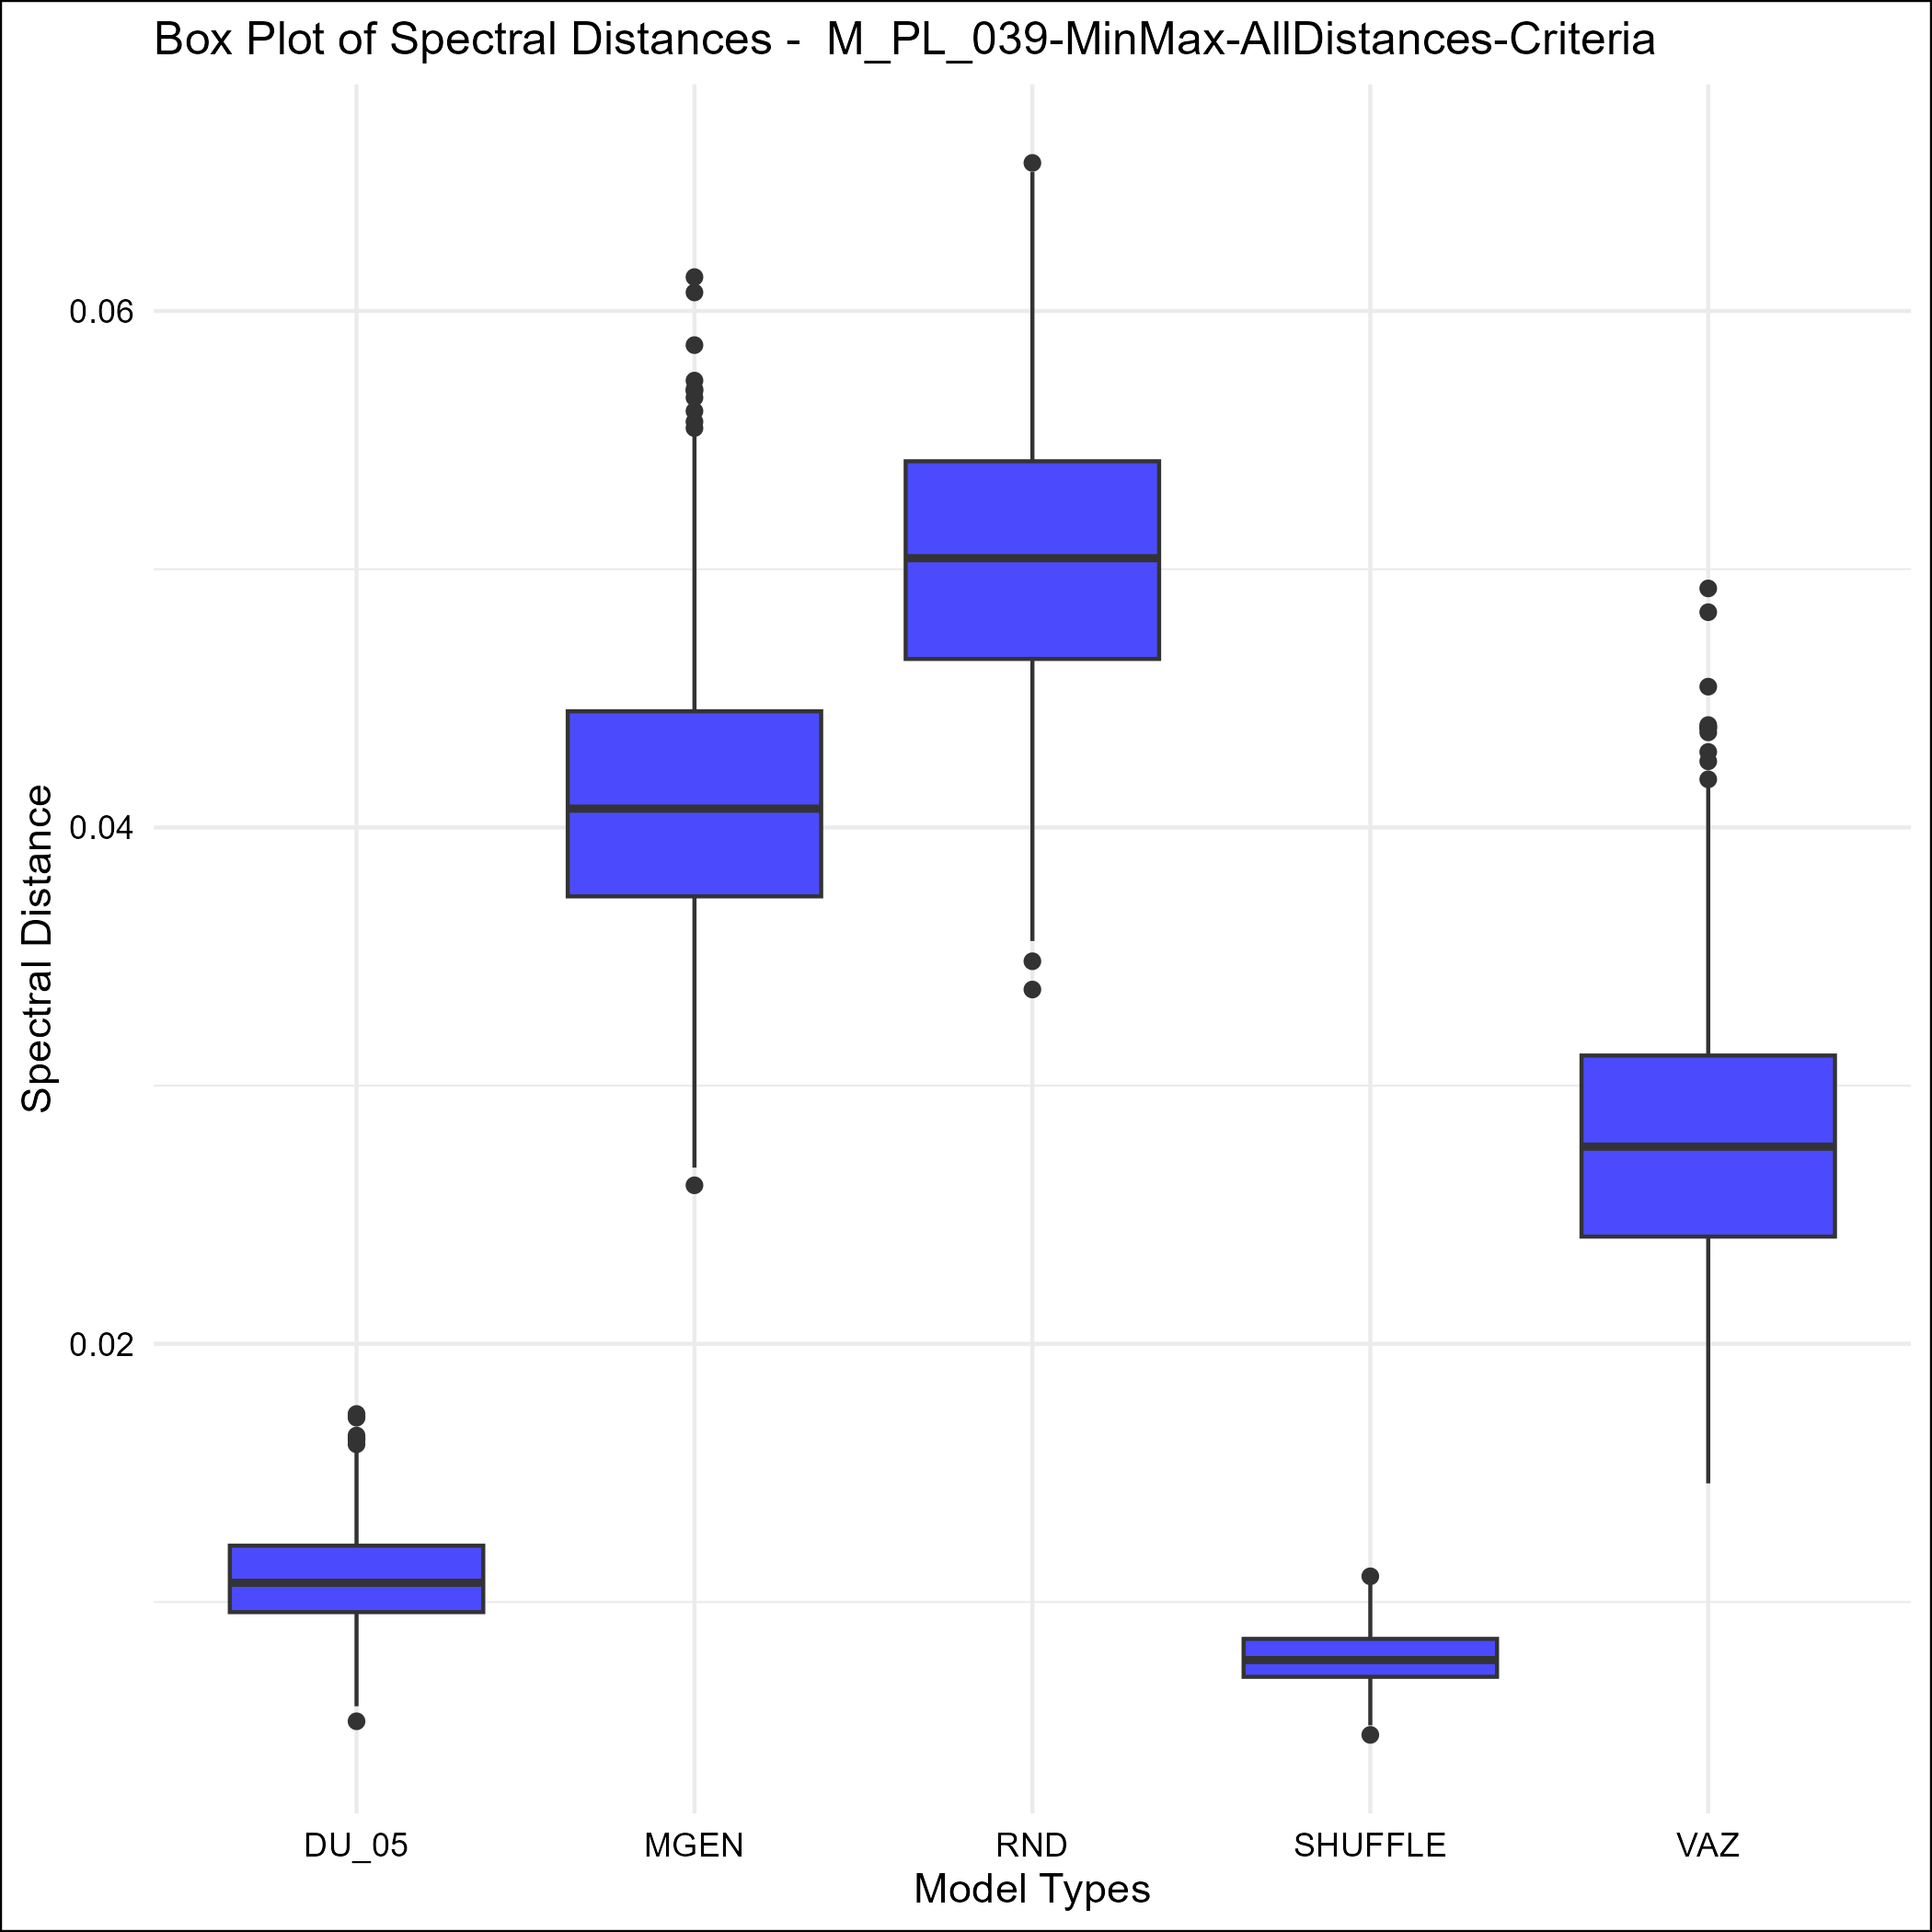 Box Plot of Spectral Distances -  M_PL_039-MinMax-AllDistances-Criteria
0.06
0.04
0.02
Spectral Distance
DU_05 MGEN RND SHUFFLE VAZ
Model Types